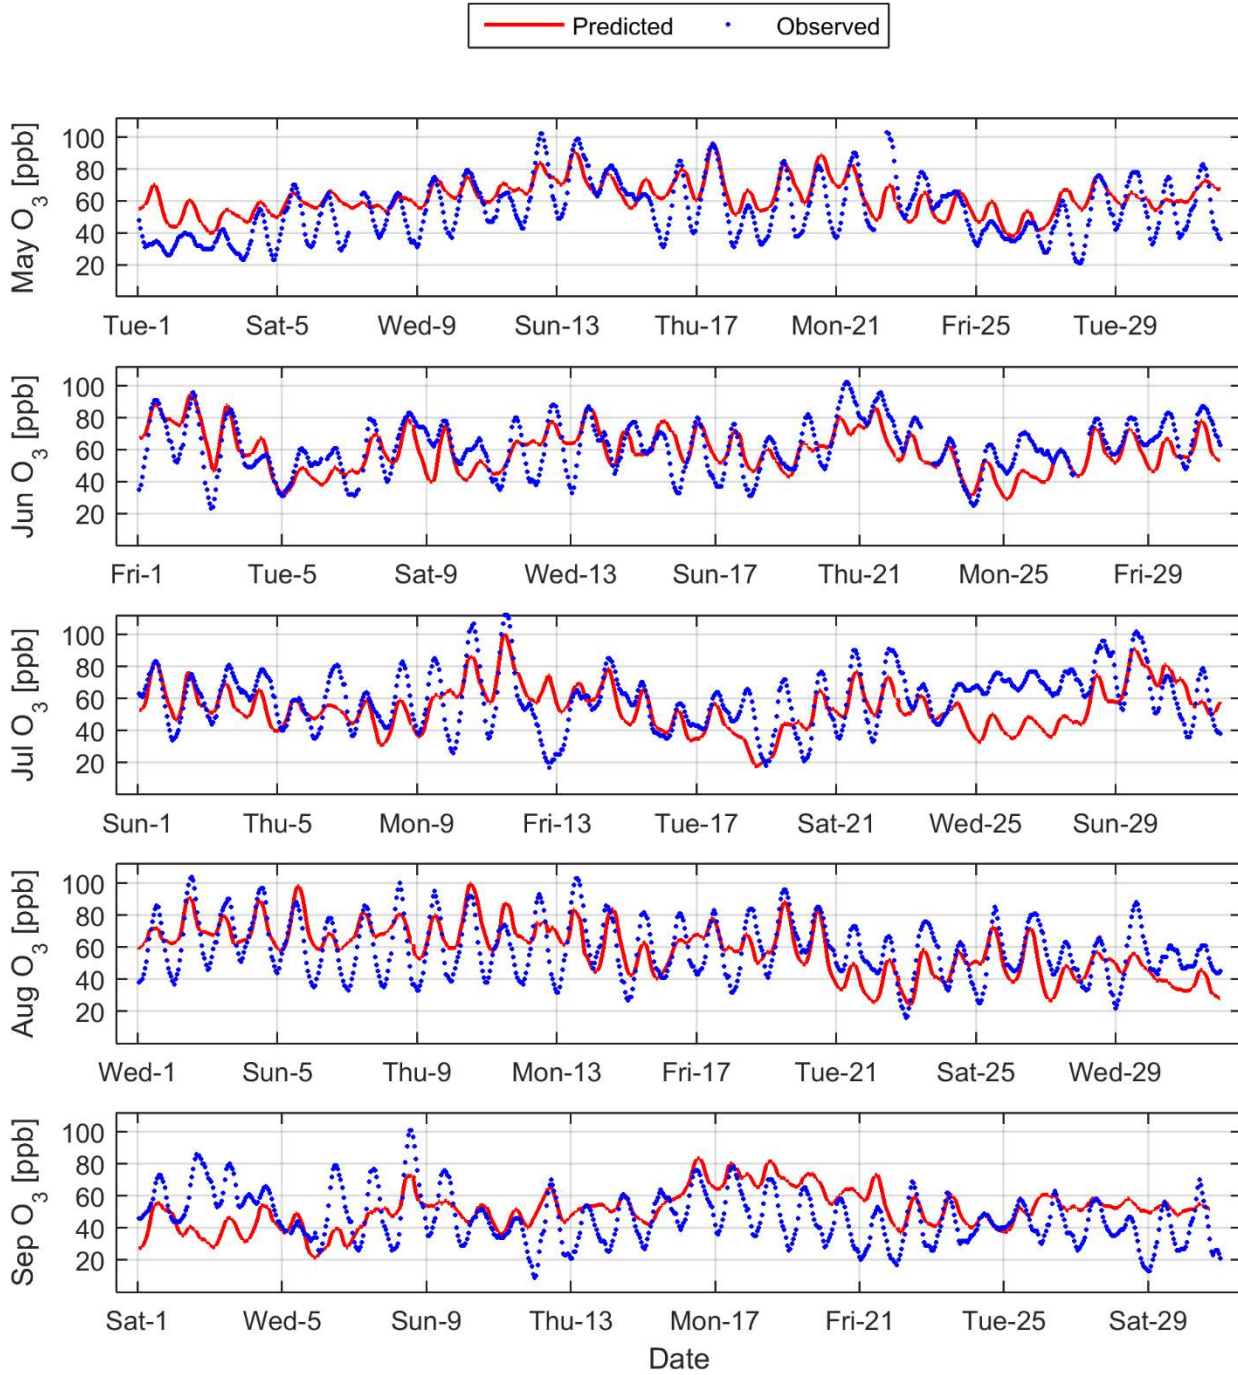 Predicted Observed
May O3 [ppb]
100
80
60
40
20
Tue-1 Sat-5 Wed-9 Sun-13 Thu-17 Mon-21 Fri-25 Tue-29
Jun O3 [ppb]
100
80
60
40
20
Fri-1 Tue-5 Sat-9 Wed-13 Sun-17 Thu-21 Mon-25 Fri-29
Jul O3 [ppb]
100
80
60
40
20
Sun-1 Thu-5 Mon-9 Fri-13 Tue-17 Sat-21 Wed-25 Sun-29
Aug O3 [ppb]
100
80
60
40
20
Wed-1 Sun-5 Thu-9 Mon-13 Fri-17 Tue-21 Sat-25 Wed-29
Sep O3 [ppb]
100
80
60
40
20
Sat-1 Wed-5 Sun-9 Thu-13 Mon-17 Fri-21 Tue-25 Sat-29
Date